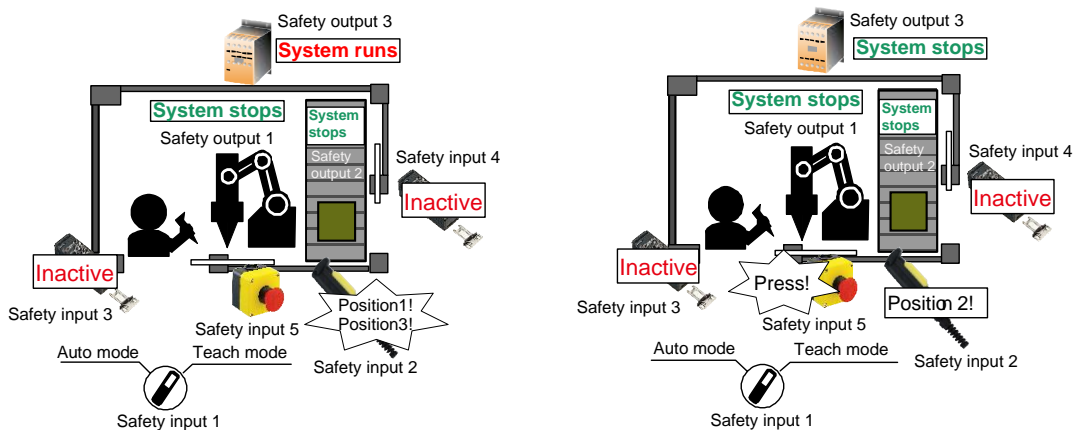 Safety output 3
System runs
System stops
Safety output 1
System
stops
Safety
output 2
Safety input 4
Inactive
Inactive
Safety input 3
Position1!
Position3!
Safety input 5
Auto mode
Teach mode
Safety input 2
Safety input 1
Safety output 3
System stops
System stops
Safety output 1
System
stops
Safety
output 2
Safety input 4
Inactive
Inactive
Safety input 3
Press!
Position 2!
Safety input 5
Auto mode
Teach mode
Safety input 2
Safety input 1